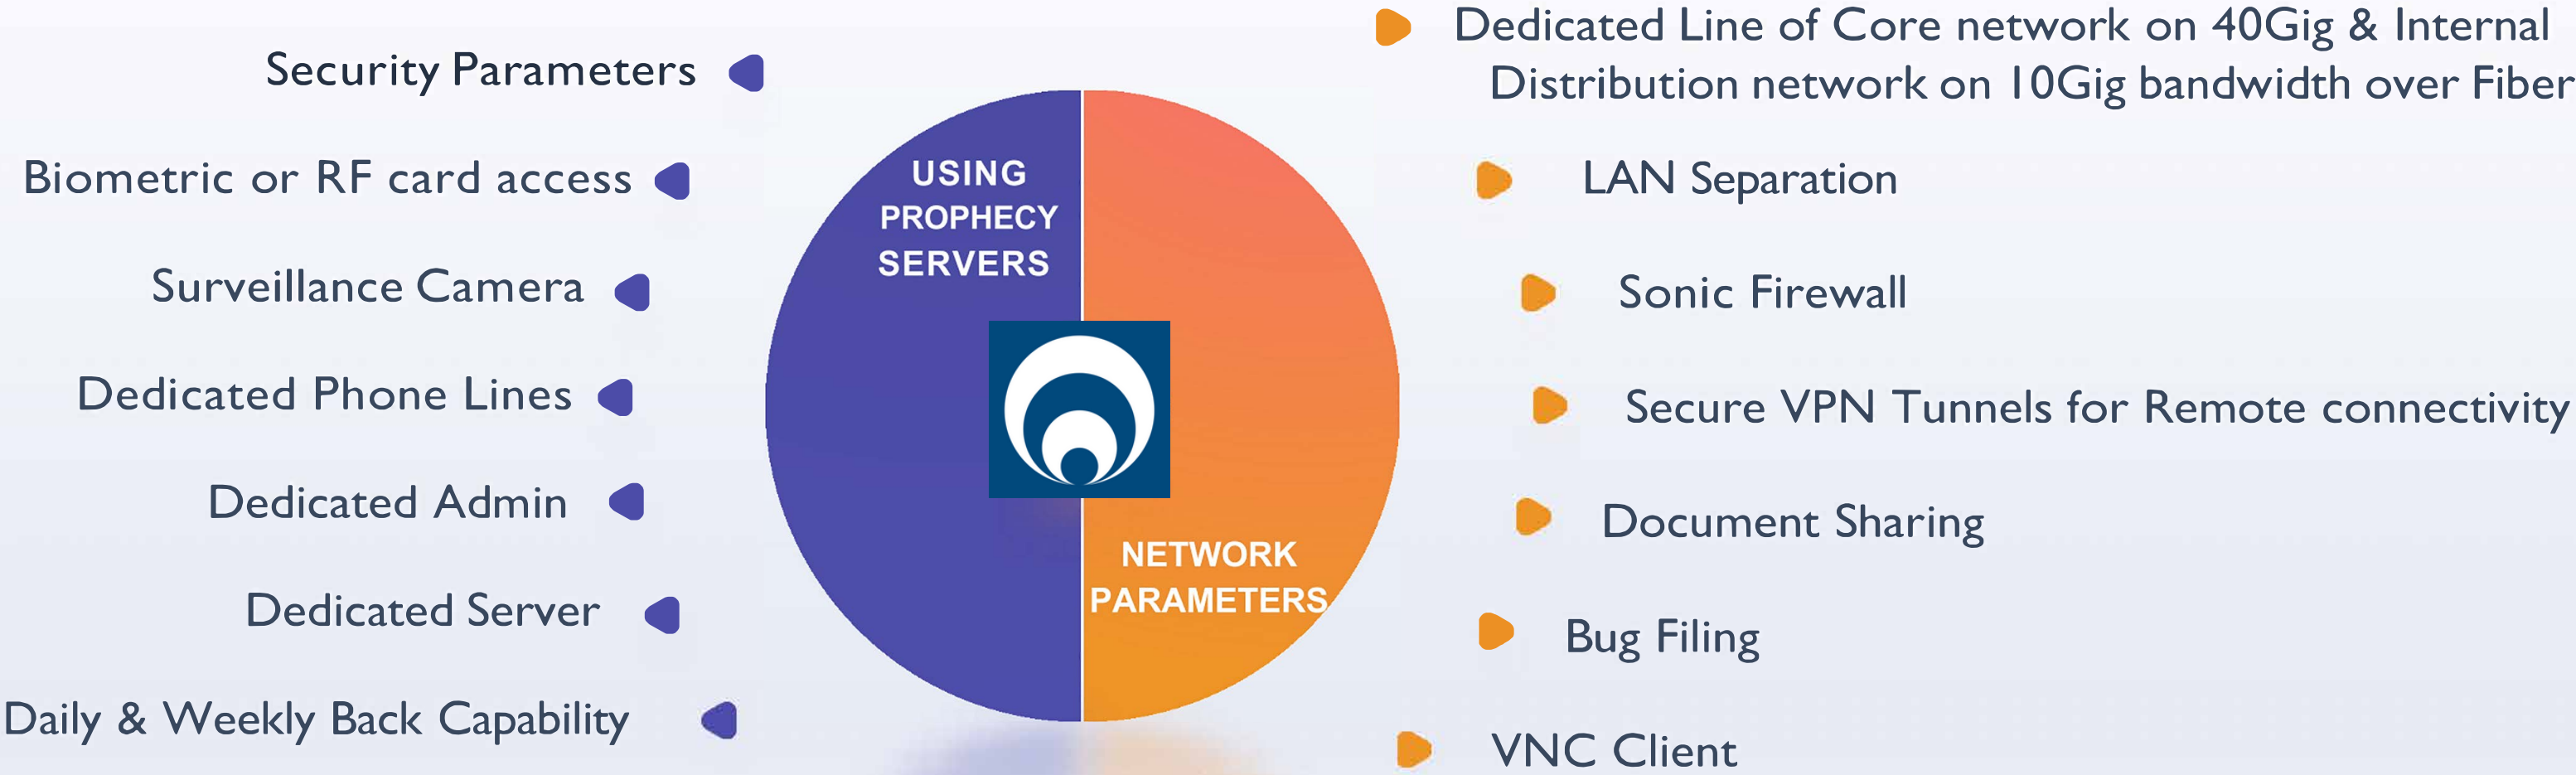 Security Parameters
Biometric or RF card access
Surveillance Camera
Dedicated Phone Lines
Dedicated Admin
Dedicated Server
Daily & Weekly Back Capability
USING
PROPHECY
SERVERS
NETWORK
PARAMETERS
Dedicated Line of Core network on 40Gig & Internal
Distribution network on 10Gig bandwidth over Fiber
LAN Separation
Sonic Firewall
Secure VPN Tunnels for Remote connectivity
Document Sharing
Bug Filing
VNC Client